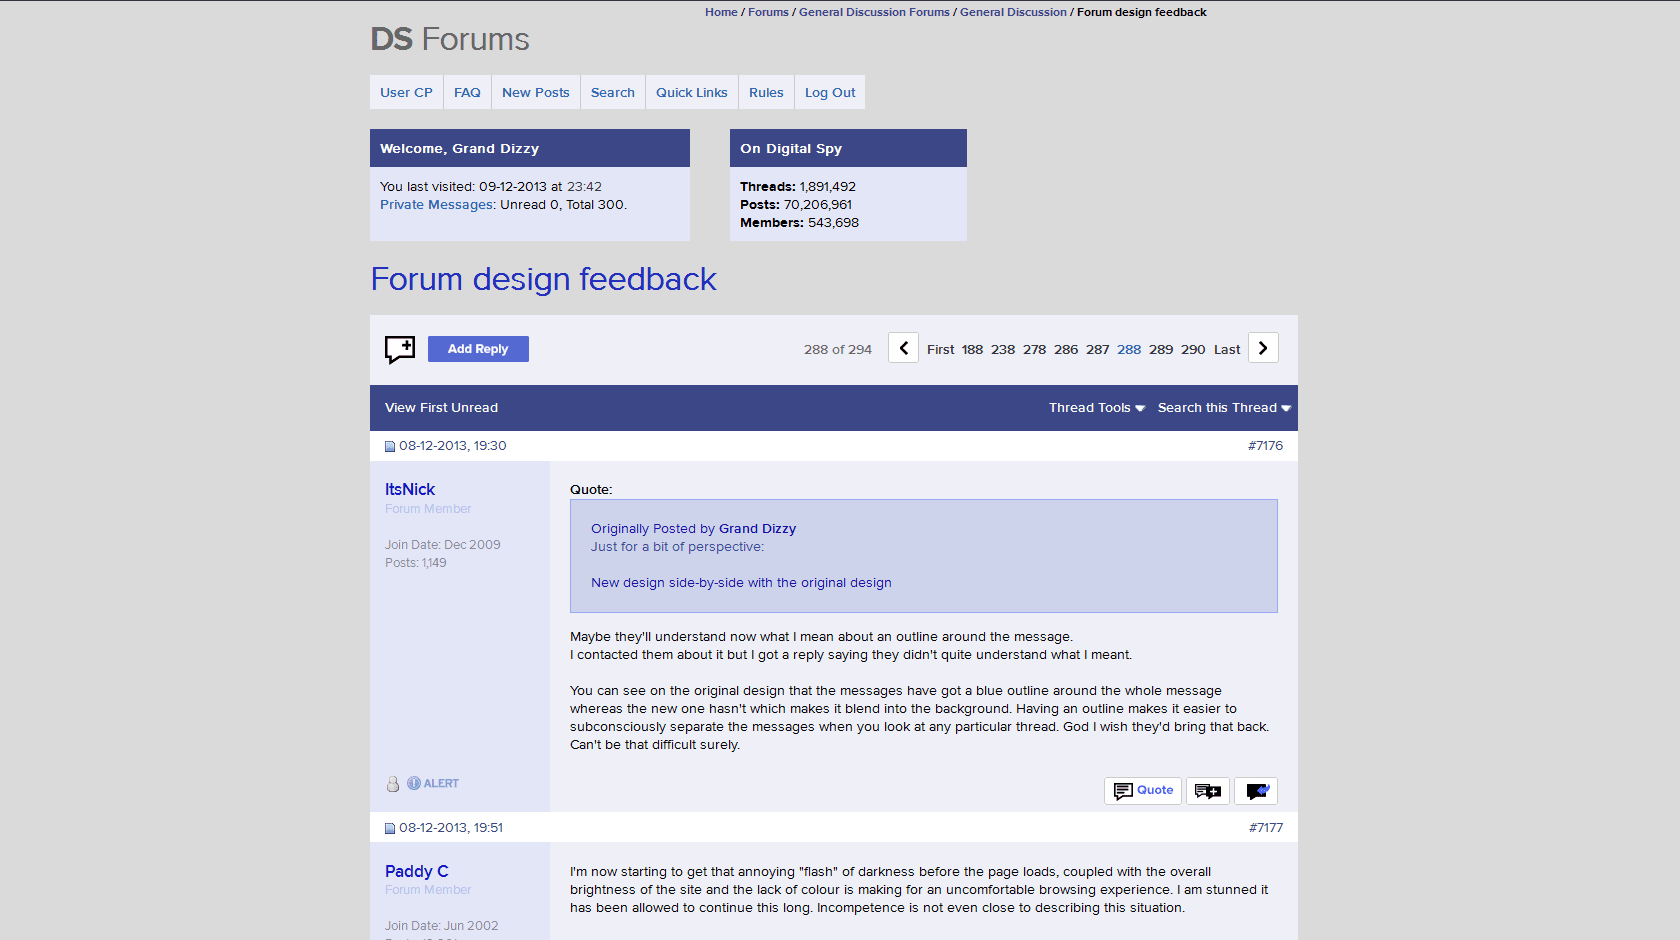 Home / Forums / General Discussion Forums / General Discussion / Forum design feedback
DS Forums
User CP FAQ New Posts Search Quick Links Rules Log Out
Welcome, Grand Dizzy
You last visited: 09-12-2013 at 23:42
Private Messages: Unread 0, Total 300.
On Digital Spy
Threads: 1,891,492
Posts: 70,206,961
Members: 543,698
Forum design feedback
Add Reply
288 of 294 First 188 238 278 286 287 288 289 290 Last
View First Unread Thread Tools Search this Thread
08-12-2013, 19:30 #7176
ItsNick
Forum Member
Join Date: Dec 2009
Posts: 1,149
Quote:
Originally Posted by Grand Dizzy
Just for a bit of perspective:
New design side-by-side with the original design
Maybe they'll understand now what I mean about an outline around the message.
I contacted them about it but I got a reply saying they didn't quite understand what I meant.
You can see on the original design that the messages have got a blue outline around the whole message
whereas the new one hasn't which makes it blend into the background. Having an outline makes it easier to
subconsciously separate the messages when you look at any particular thread. God I wish they'd bring that back.
Can't be that difficult surely.
ALERT
Quote
08-12-2013, 19:51 #7177
Paddy C
Forum Member
Join Date: Jun 2002
I'm now starting to get that annoying "flash" of darkness before the page loads, coupled with the overall
brightness of the site and the lack of colour is making for an uncomfortable browsing experience. I am stunned it
has been allowed to continue this long. Incompetence is not even close to describing this situation.